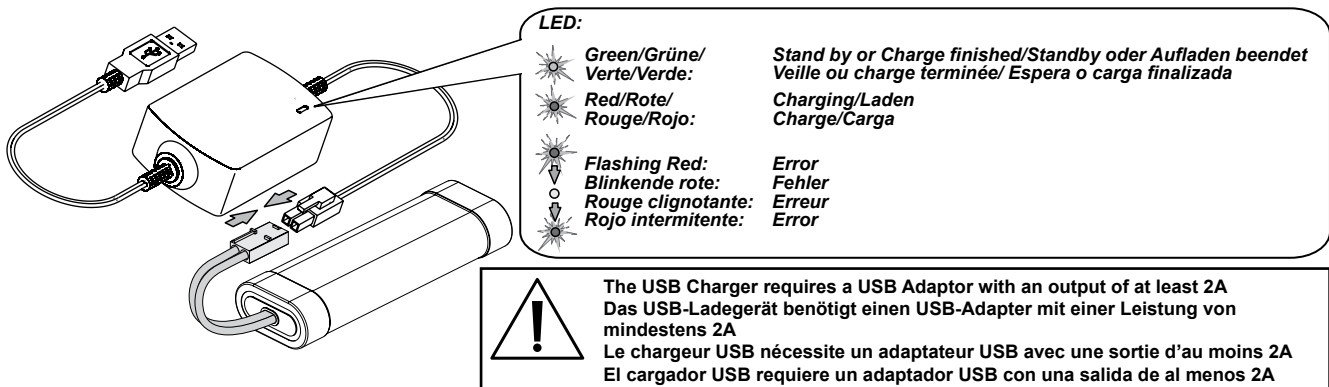 LED:
Green/Grüne/ Stand by or Charge finished/Standby oder Aufladen beendet
Verte/Verde: Veille ou charge terminée/ Espera o carga finalizada
Red/Rote/ Charging/Laden
Rouge/Rojo: Charge/Carga
Flashing Red: Error
Blinkende rote: Fehler
Rouge clignotante: Erreur
Rojo intermitente: Error
The USB Charger requires a USB Adaptor with an output of at least 2A
Das USB-Ladegerät benötigt einen USB-Adapter mit einer Leistung von
mindestens 2A
Le chargeur USB nécessite un adaptateur USB avec une sortie d'au moins 2A
El cargador USB requiere un adaptador USB con una salida de al menos 2A